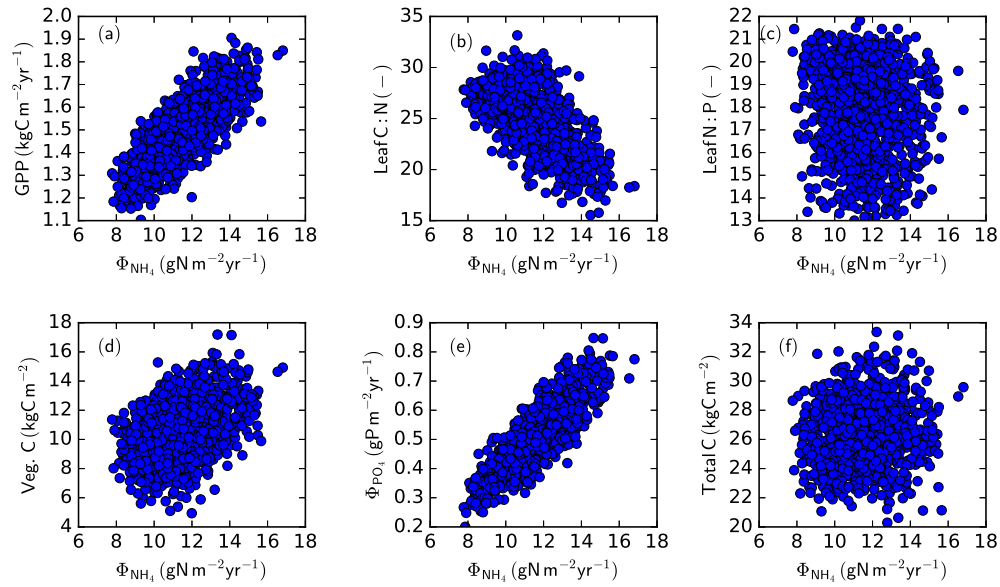 (a)
GPP (kgC m⁻² yr⁻¹)
2.0
1.9
1.8
1.7
1.6
1.5
1.4
1.3
1.2
1.1
6 8 10 12 14 16 18
Φ_NH₄ (gN m⁻² yr⁻¹)
(b)
Leaf C : N (−)
35
30
25
20
15
6 8 10 12 14 16 18
Φ_NH₄ (gN m⁻² yr⁻¹)
(c)
Leaf N : P (−)
22
21
20
19
18
17
16
15
14
13
6 8 10 12 14 16 18
Φ_NH₄ (gN m⁻² yr⁻¹)
(d)
Veg. C (kgC m⁻²)
18
16
14
12
10
8
6
4
6 8 10 12 14 16 18
Φ_NH₄ (gN m⁻² yr⁻¹)
(e)
Φ_PO₄ (gP m⁻² yr⁻¹)
0.9
0.8
0.7
0.6
0.5
0.4
0.3
0.2
6 8 10 12 14 16 18
Φ_NH₄ (gN m⁻² yr⁻¹)
(f)
Total C (kgC m⁻²)
34
32
30
28
26
24
22
20
6 8 10 12 14 16 18
Φ_NH₄ (gN m⁻² yr⁻¹)